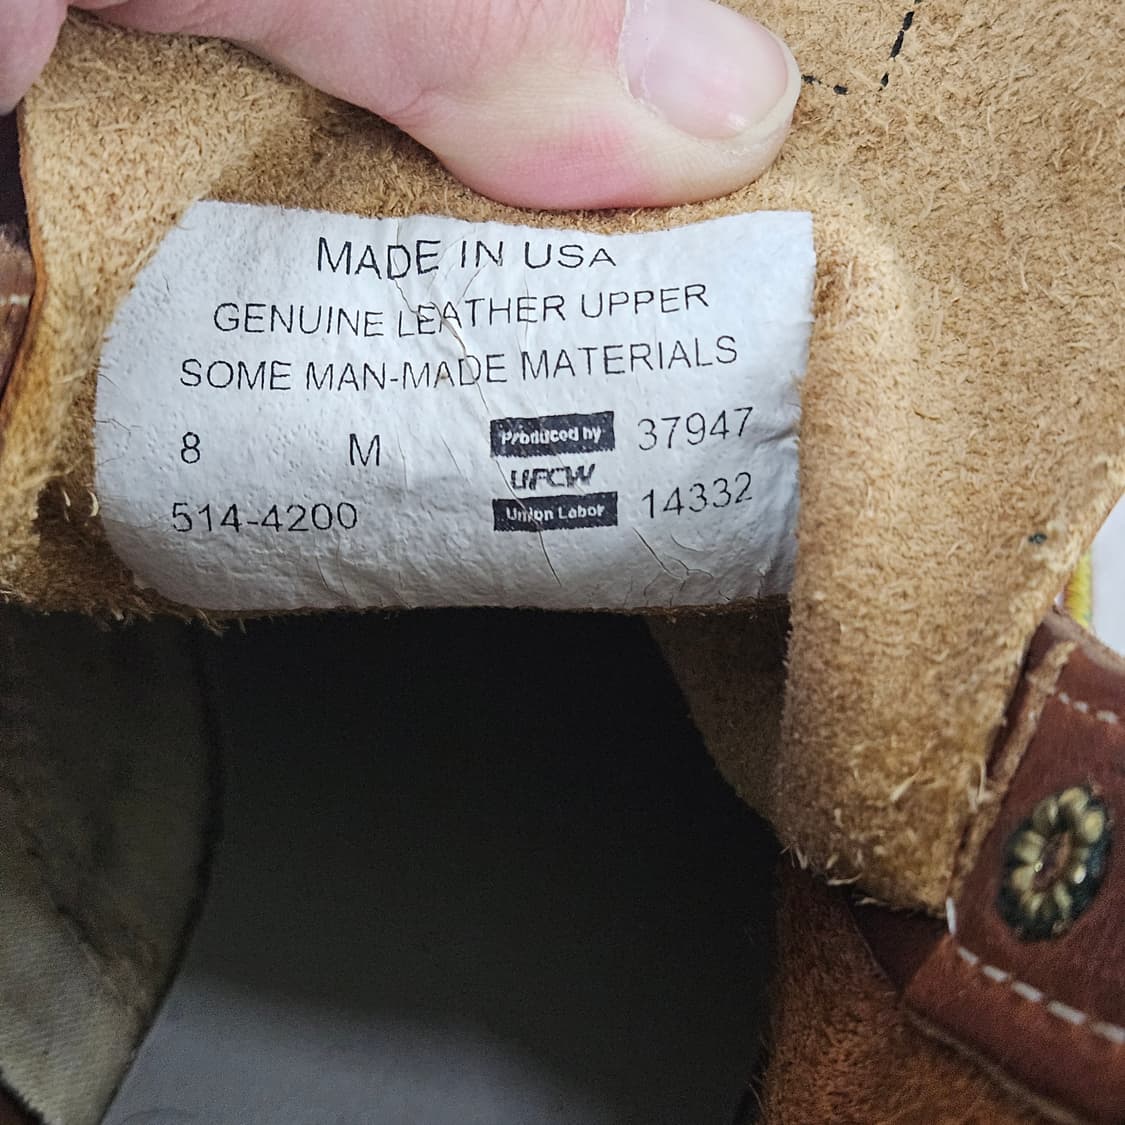 MADE IN USA
GENUINE LEATHER UPPER
SOME MAN-MADE MATERIALS
8 M Produced by 37947
UFCW
514-4200 Union Labor 14332